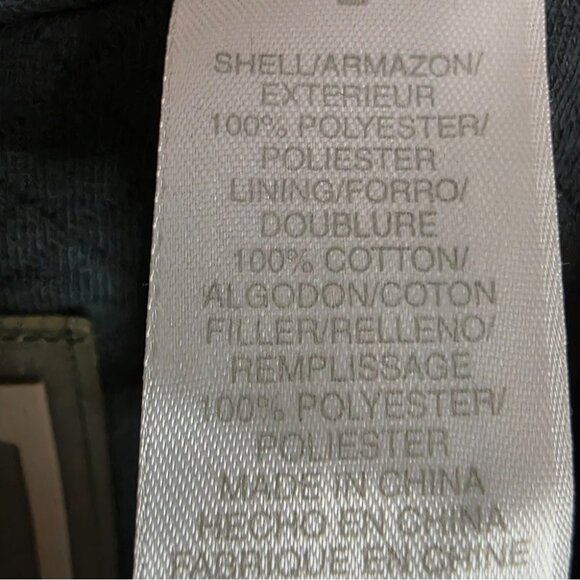 SHELL/ARMAZON/
EXTERIEUR
100% POLYESTER/
POLIESTER
LINING/FORRO/
DOUBLURE
100% COTTON/
ALGODON/COTON
FILLER/RELLENO/
REMPLISSAGE
100% POLYESTER/
POLIESTER
MADE IN CHINA
HECHO EN CHINA
FABRIQUE EN CHINE